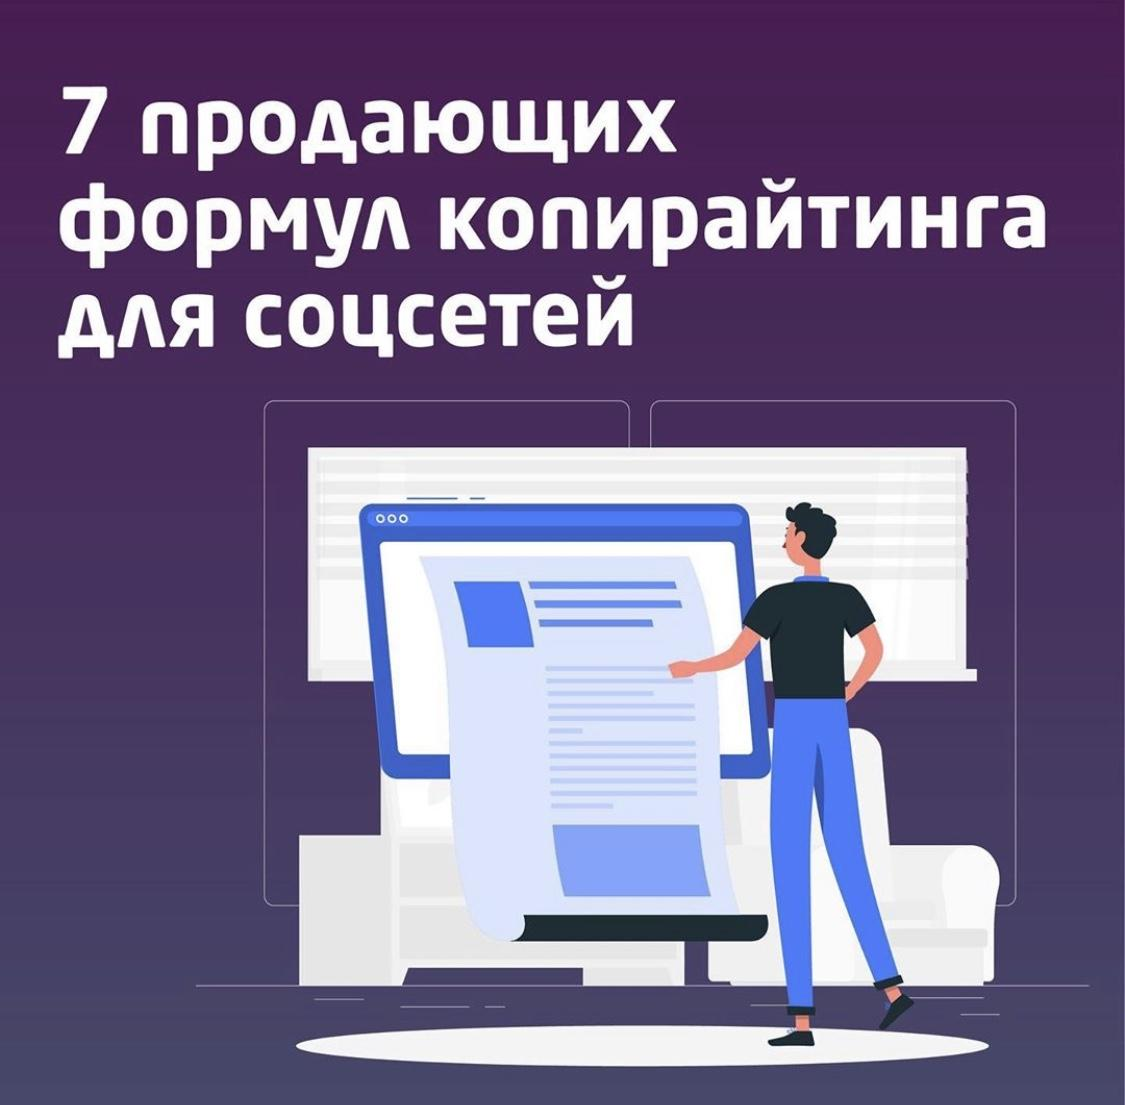 7 продающих
формул копирайтинга
для соцсетей